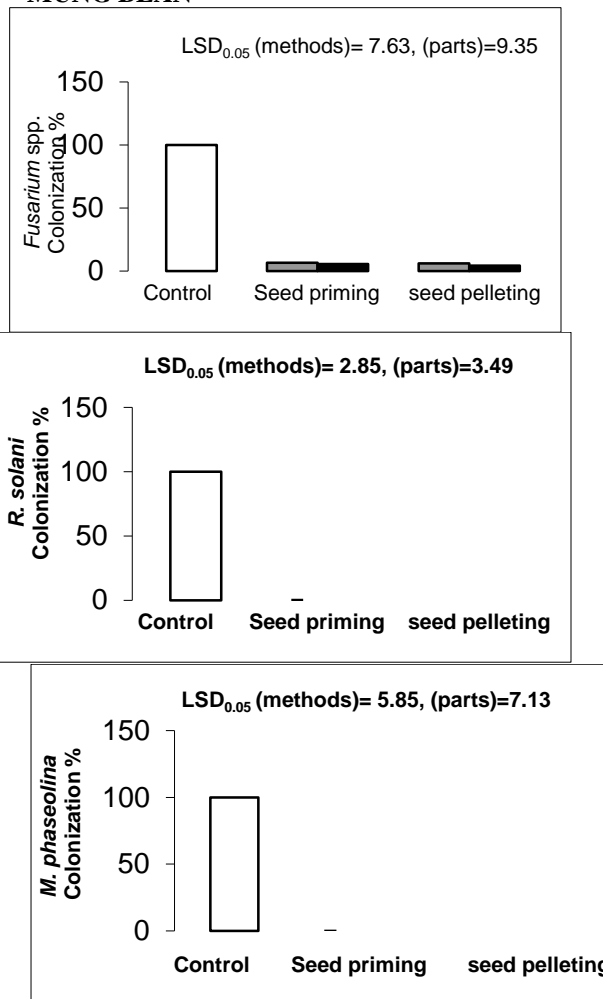 MUNG BEAN
LSD0.05 (methods)= 7.63, (parts)=9.35
Fusarium spp.
Colonization %
150
100
50
0
Control Seed priming seed pelleting
LSD0.05 (methods)= 2.85, (parts)=3.49
R. solani
Colonization %
150
100
50
0
Control Seed priming seed pelleting
LSD0.05 (methods)= 5.85, (parts)=7.13
M. phaseolina
Colonization %
150
100
50
0
Control Seed priming seed pelleting